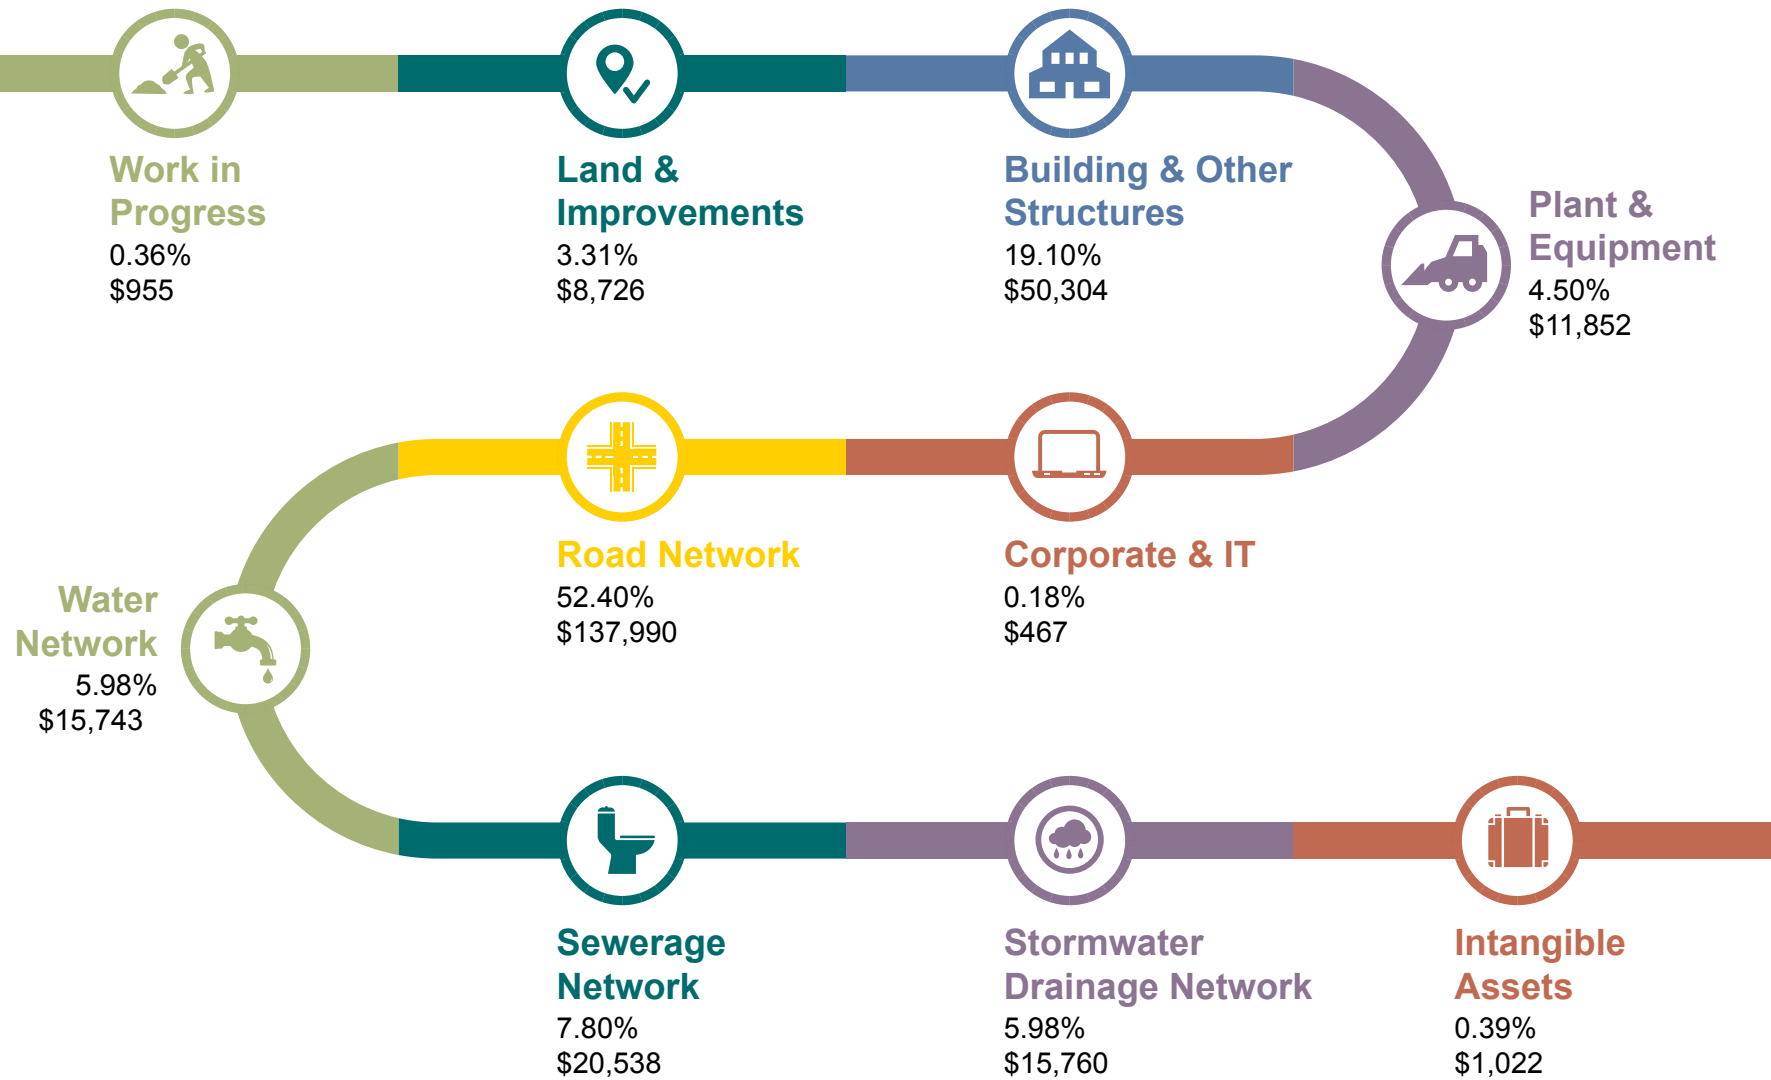 Work in
Progress
0.36%
$955
Land &
Improvements
3.31%
$8,726
Building & Other
Structures
19.10%
$50,304
Plant &
Equipment
4.50%
$11,852
Corporate & IT
0.18%
$467
Road Network
52.40%
$137,990
Water
Network
5.98%
$15,743
Sewerage
Network
7.80%
$20,538
Stormwater
Drainage Network
5.98%
$15,760
Intangible
Assets
0.39%
$1,022